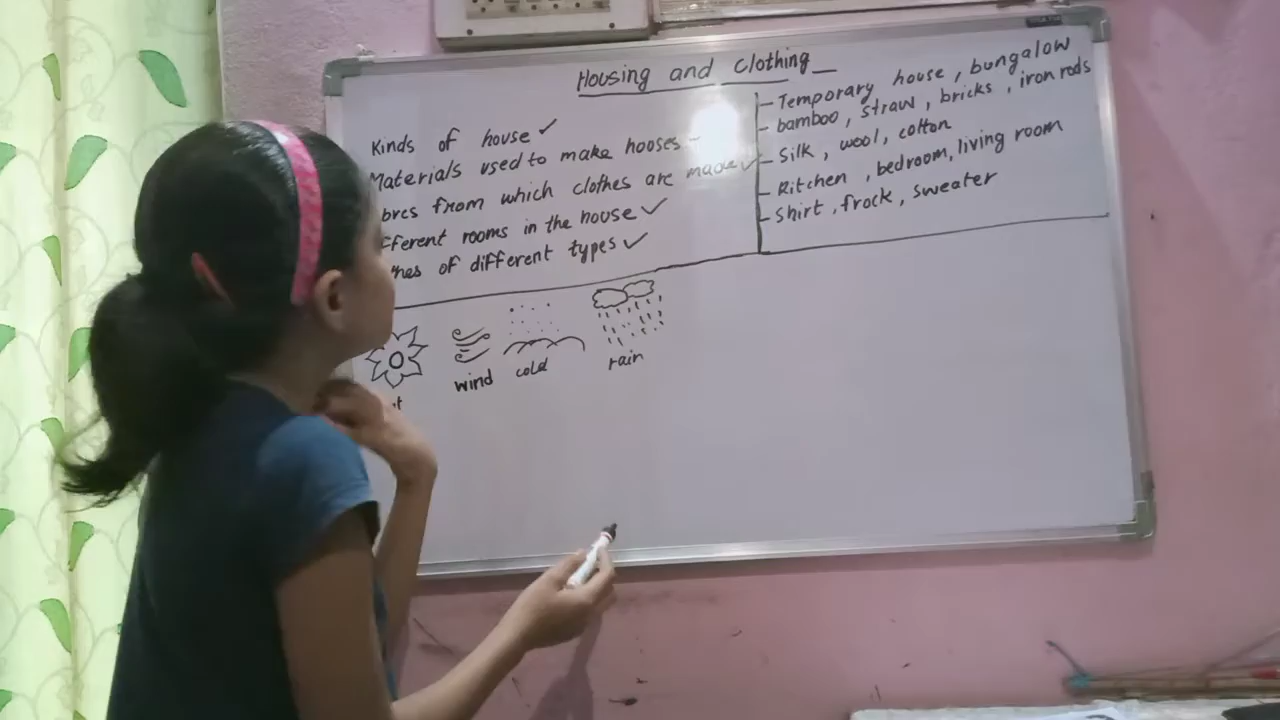 Housing and Clothing
Kinds of house ✓
Materials used to make hooses -
bres from which clothes are made ✓
fferent rooms in the house ✓
hes of different types ✓
- Temporary house, bungalow
- bamboo, straw, bricks, iron rods
- Silk, wool, cotton
- Kitchen, bedroom, living room
- Shirt, frock, sweater
wind
cold
rain